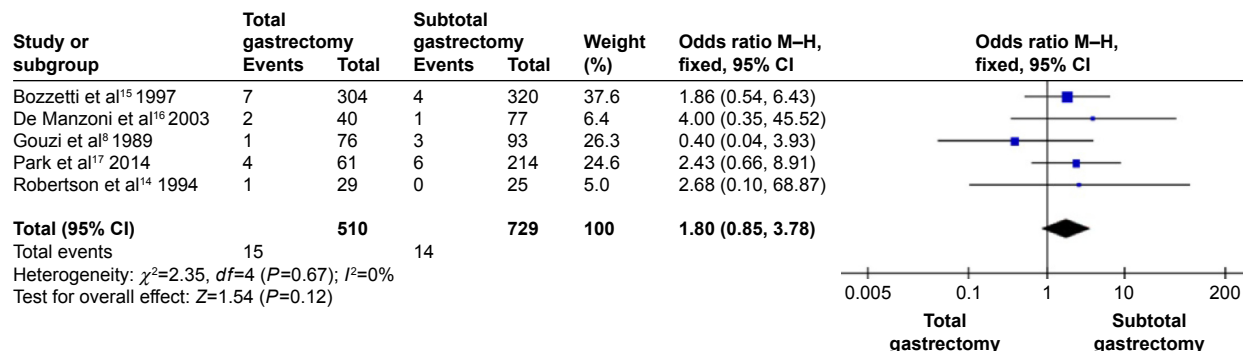 Study or subgroup Total gastrectomy Subtotal gastrectomy Weight (%) Odds ratio M–H, fixed, 95% CI Odds ratio M–H, fixed, 95% CI
Events Total Events Total
Bozzetti et al¹⁵ 1997 7 304 4 320 37.6 1.86 (0.54, 6.43)
De Manzoni et al¹⁶ 2003 2 40 1 77 6.4 4.00 (0.35, 45.52)
Gouzi et al⁸ 1989 1 76 3 93 26.3 0.40 (0.04, 3.93)
Park et al¹⁷ 2014 4 61 6 214 24.6 2.43 (0.66, 8.91)
Robertson et al¹⁴ 1994 1 29 0 25 5.0 2.68 (0.10, 68.87)
Total (95% CI) 510 729 100 1.80 (0.85, 3.78)
Total events 15 14
Heterogeneity: χ²=2.35, df=4 (P=0.67); I²=0%
Test for overall effect: Z=1.54 (P=0.12)
0.005 0.1 1 10 200
Total gastrectomy Subtotal gastrectomy